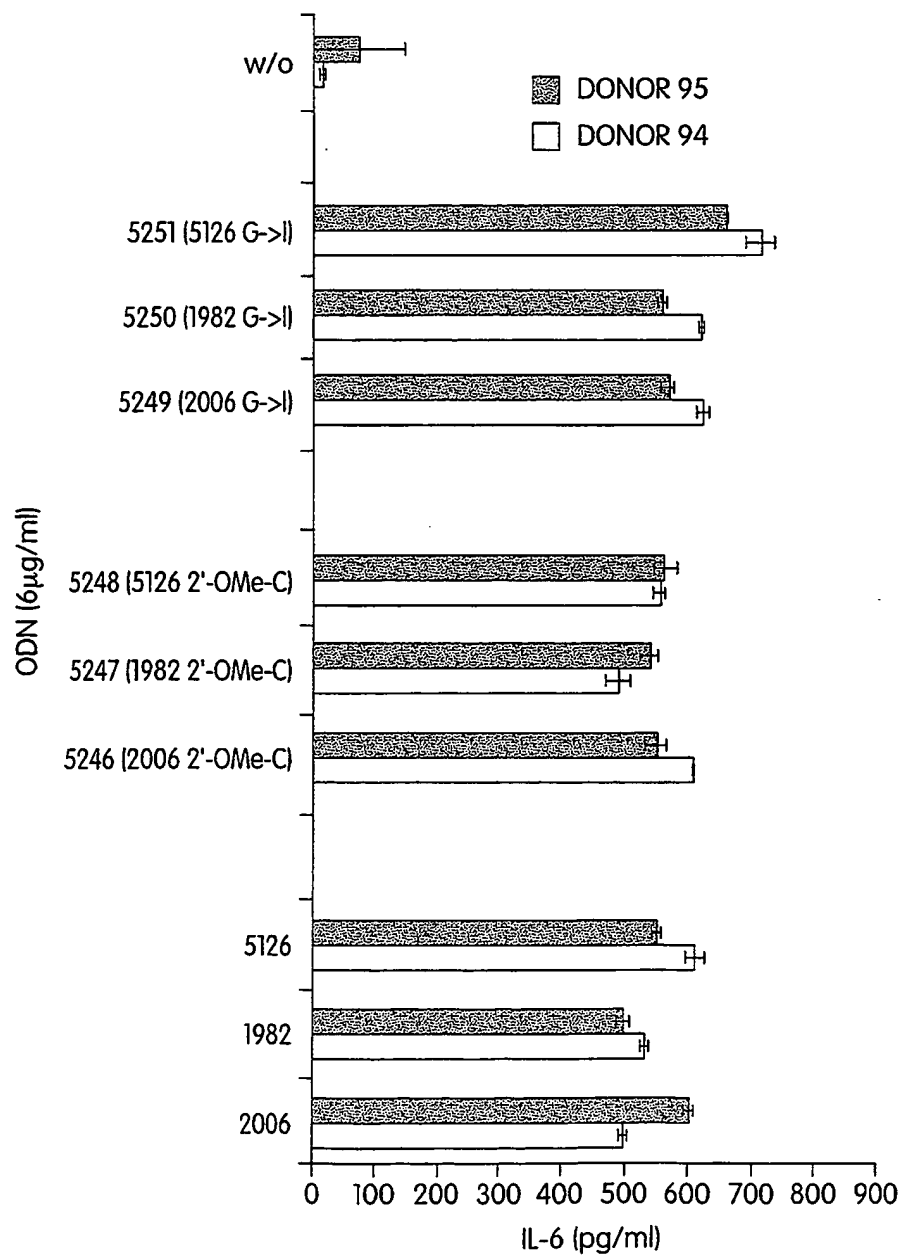 w/o
DONOR 95
DONOR 94
5251 (5126 G->I)
5250 (1982 G->I)
5249 (2006 G->I)
5248 (5126 2'-OMe-C)
5247 (1982 2'-OMe-C)
5246 (2006 2'-OMe-C)
5126
1982
2006
ODN (6µg/ml)
0 100 200 300 400 500 600 700 800 900
IL-6 (pg/ml)